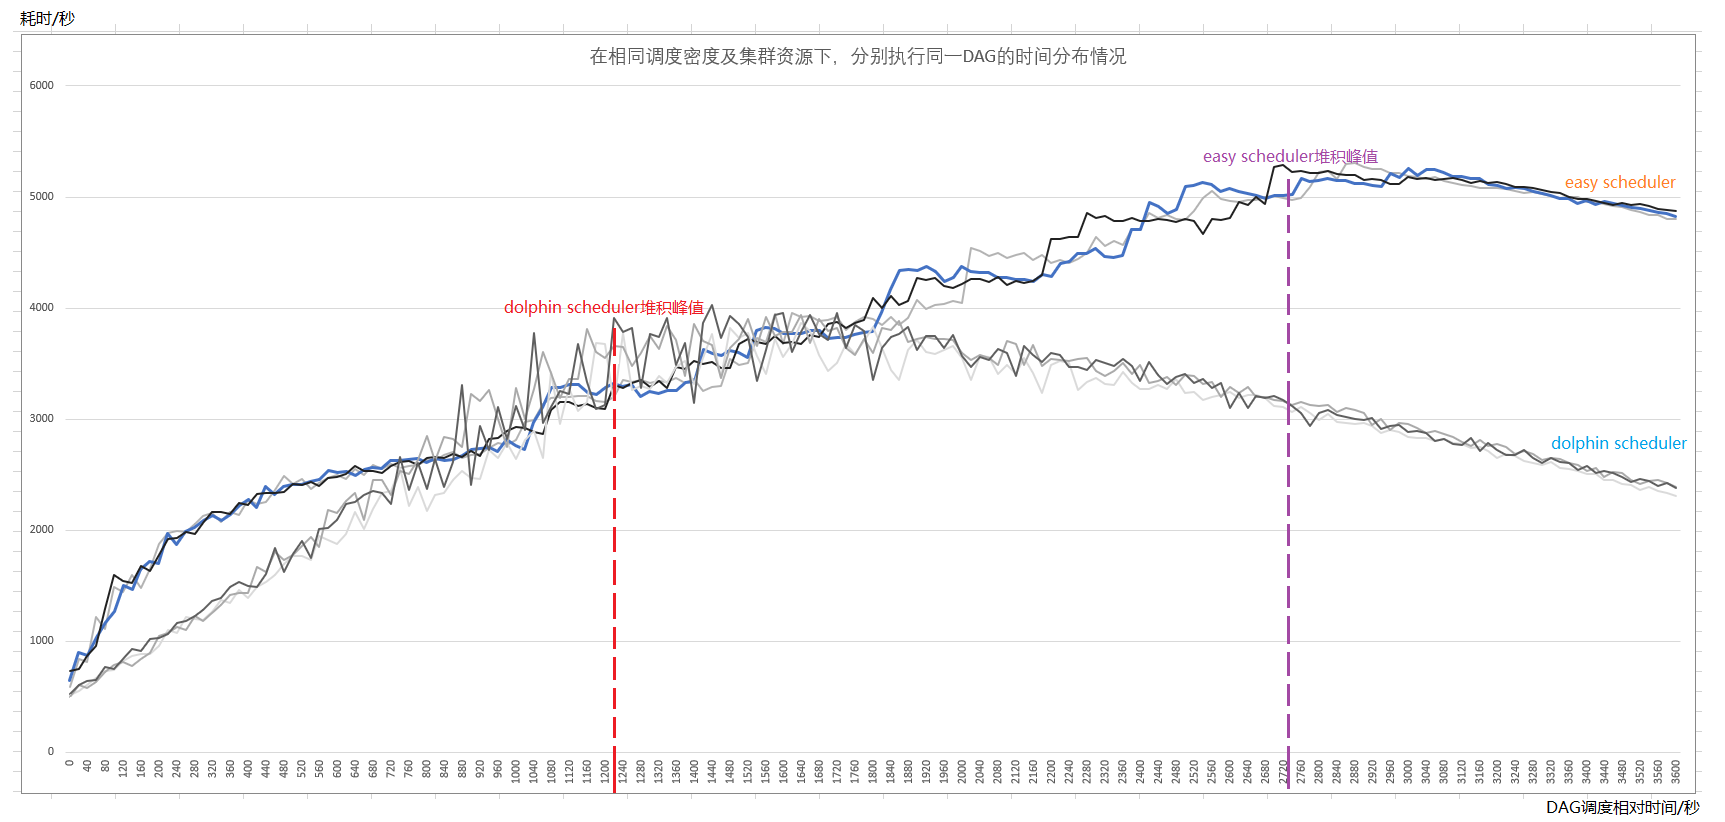 耗时/秒
在相同调度密度及集群资源下，分别执行同一DAG的时间分布情况
6000
easy scheduler堆积峰值
easy scheduler
5000
dolphin scheduler堆积峰值
4000
3000
dolphin scheduler
2000
1000
0
0 40 80 120 160 200 240 280 320 360 400 440 480 520 560 600 640 680 720 760 800 840 880 920 960 1000 1040 1080 1120 1160 1200 1240 1280 1320 1360 1400 1440 1480 1520 1560 1600 1640 1680 1720 1760 1800 1840 1880 1920 1960 2000 2040 2080 2120 2160 2200 2240 2280 2320 2360 2400 2440 2480 2520 2560 2600 2640 2680 2720 2760 2800 2840 2880 2920 2960 3000 3040 3080 3120 3160 3200 3240 3280 3320 3360 3400 3440 3480 3520 3560 3600
DAG调度相对时间/秒